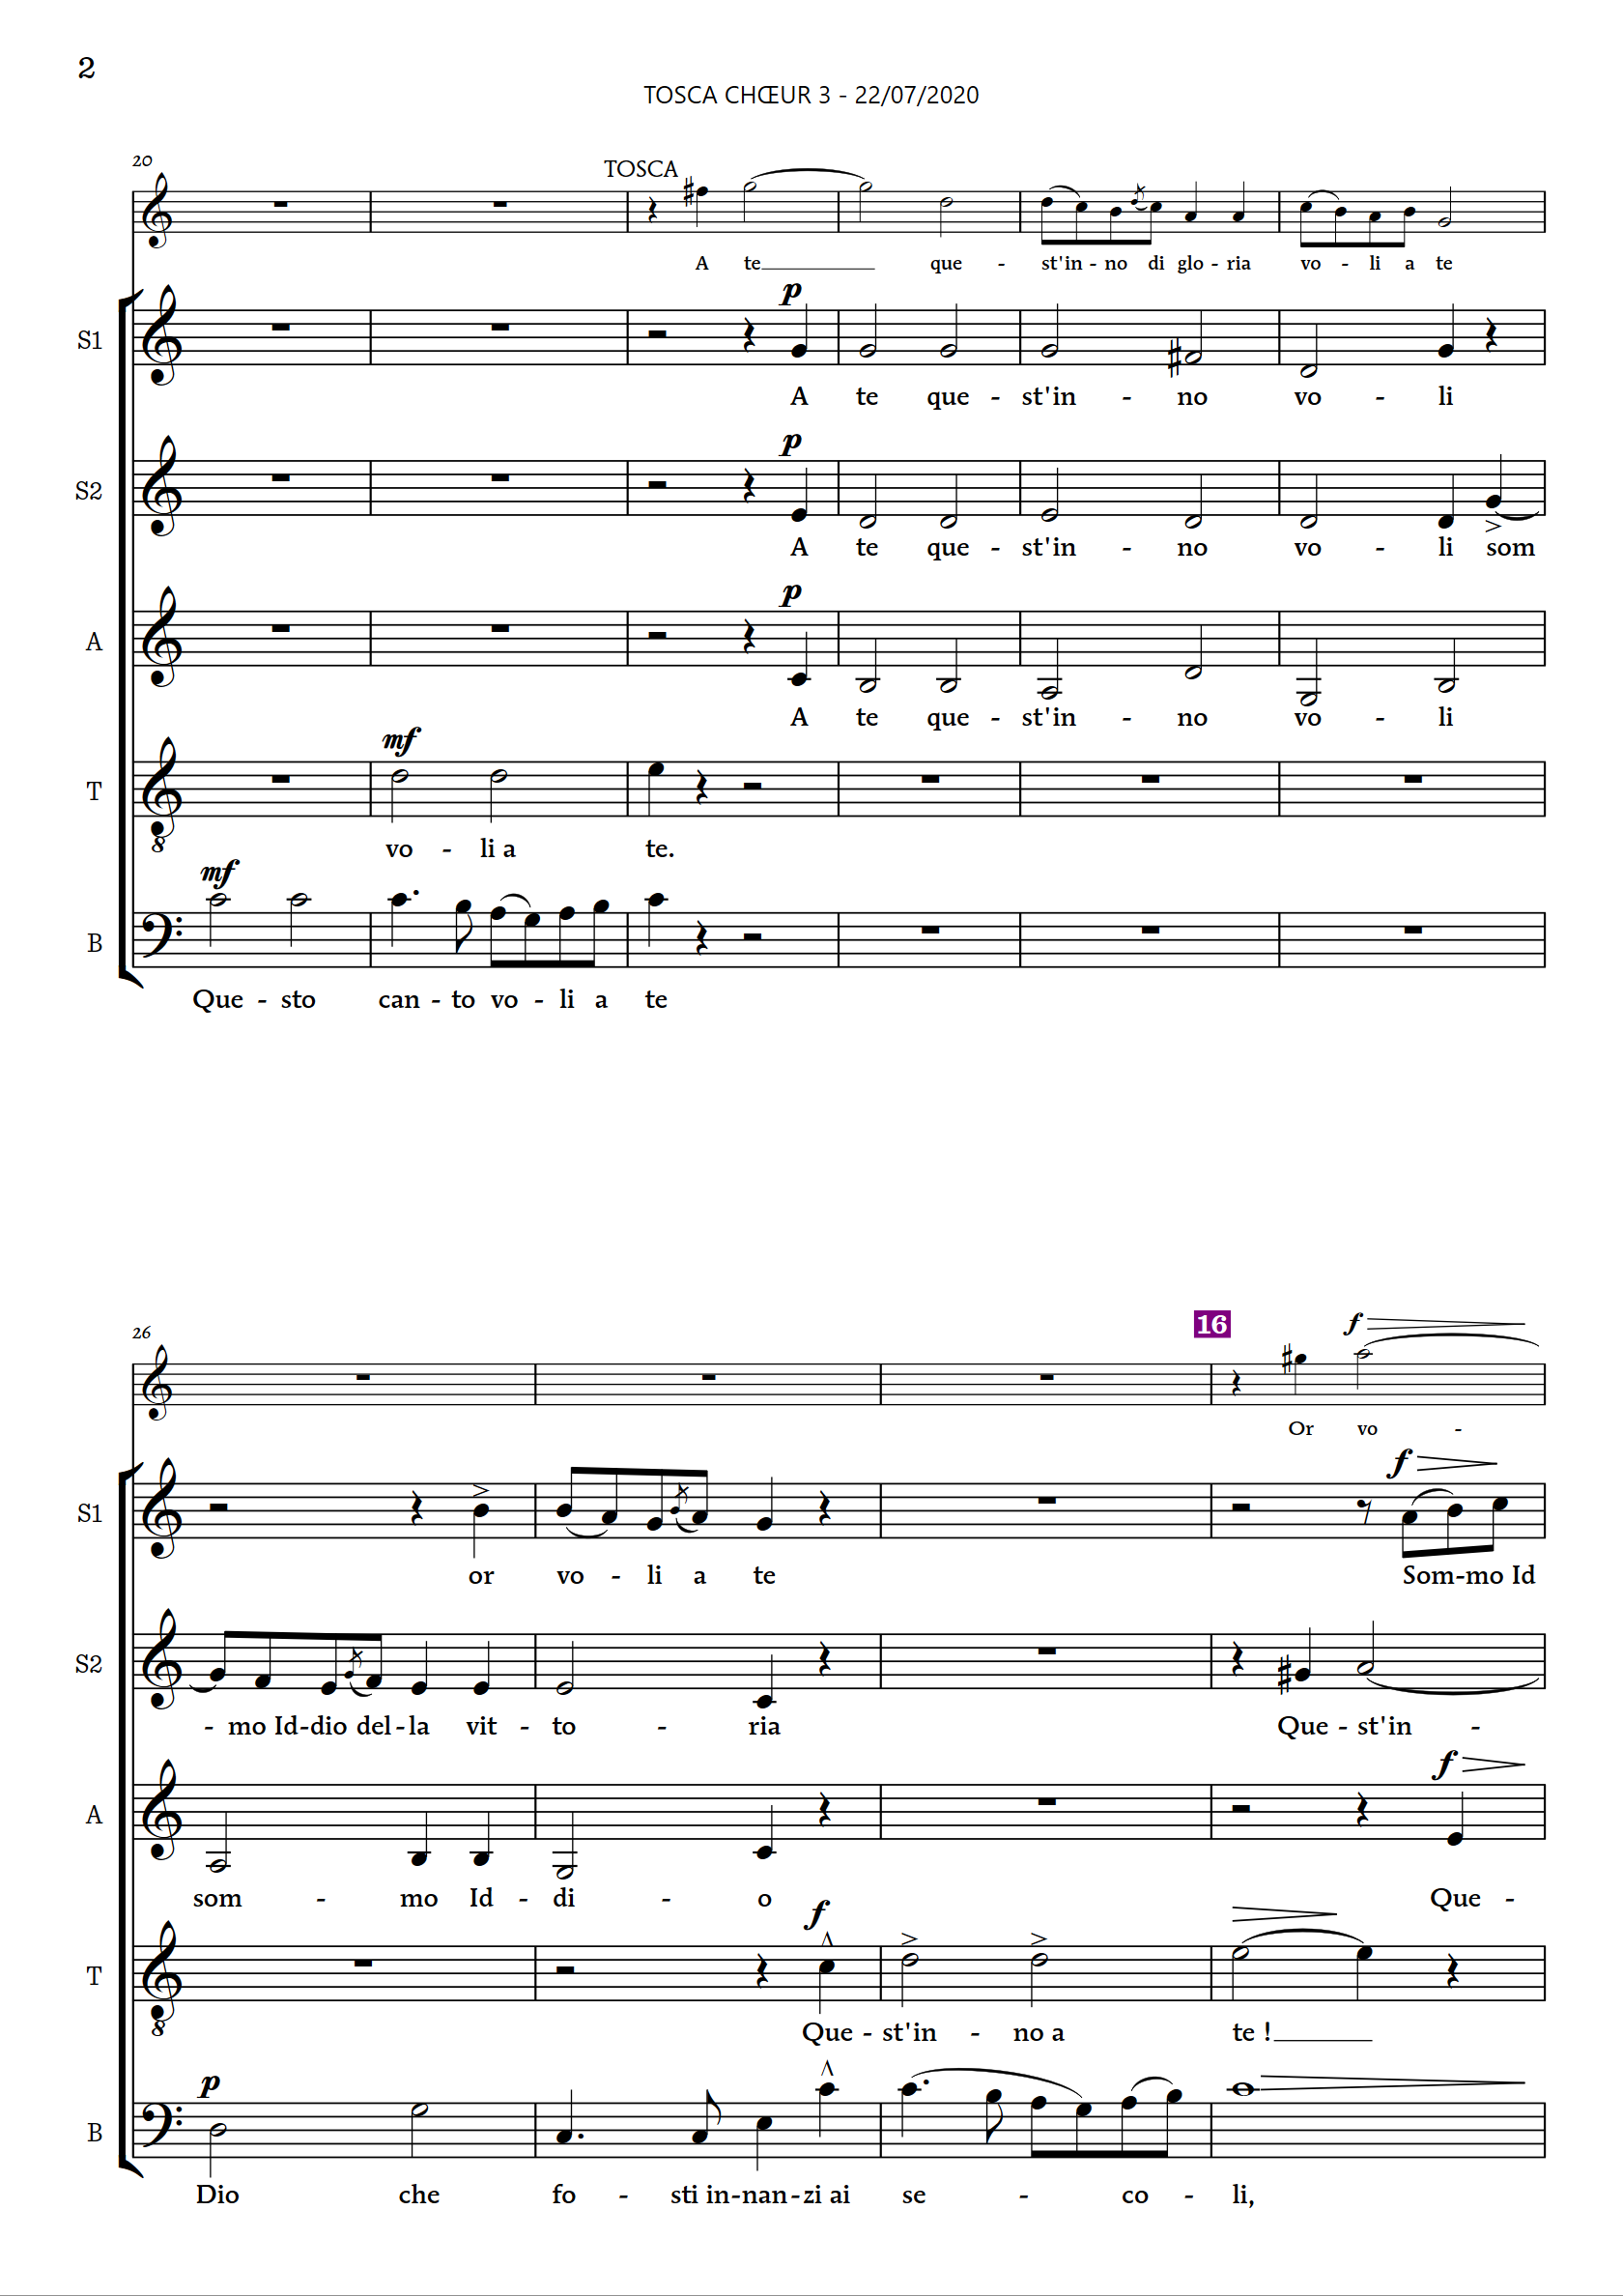 2
TOSCA CHŒUR 3 - 22/07/2020
20
TOSCA
A te que - st'in - no di glo - ria vo - li a te
p
S1
A te que - st'in - no vo - li
p
S2
A te que - st'in - no vo - li som
p
A
A te que - st'in - no vo - li
mf
T
8
vo - li a te.
mf
B
Que - sto can - to vo - li a te
26
16
f
Or vo -
f
S1
or vo - li a te Som-mo Id
S2
- mo Id-dio del-la vit - to - ria Que - st'in -
f
A
som - mo Id - di - o Que -
f
T
8
Que - st'in - no a te !
p
B
Dio che fo - sti in-nan-zi ai se - co - li,